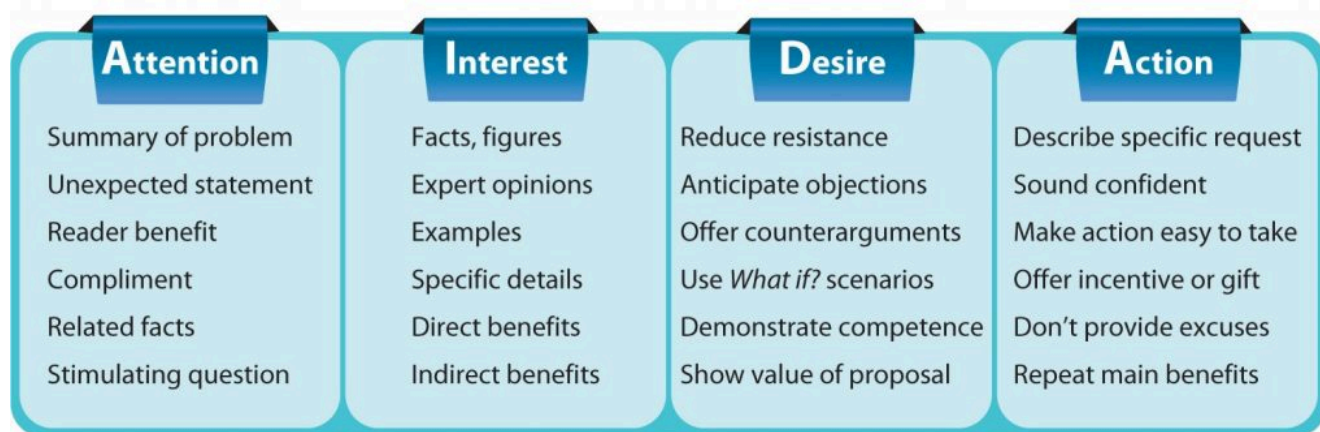 Attention
Summary of problem
Unexpected statement
Reader benefit
Compliment
Related facts
Stimulating question
Interest
Facts, figures
Expert opinions
Examples
Specific details
Direct benefits
Indirect benefits
Desire
Reduce resistance
Anticipate objections
Offer counterarguments
Use What if? scenarios
Demonstrate competence
Show value of proposal
Action
Describe specific request
Sound confident
Make action easy to take
Offer incentive or gift
Don’t provide excuses
Repeat main benefits